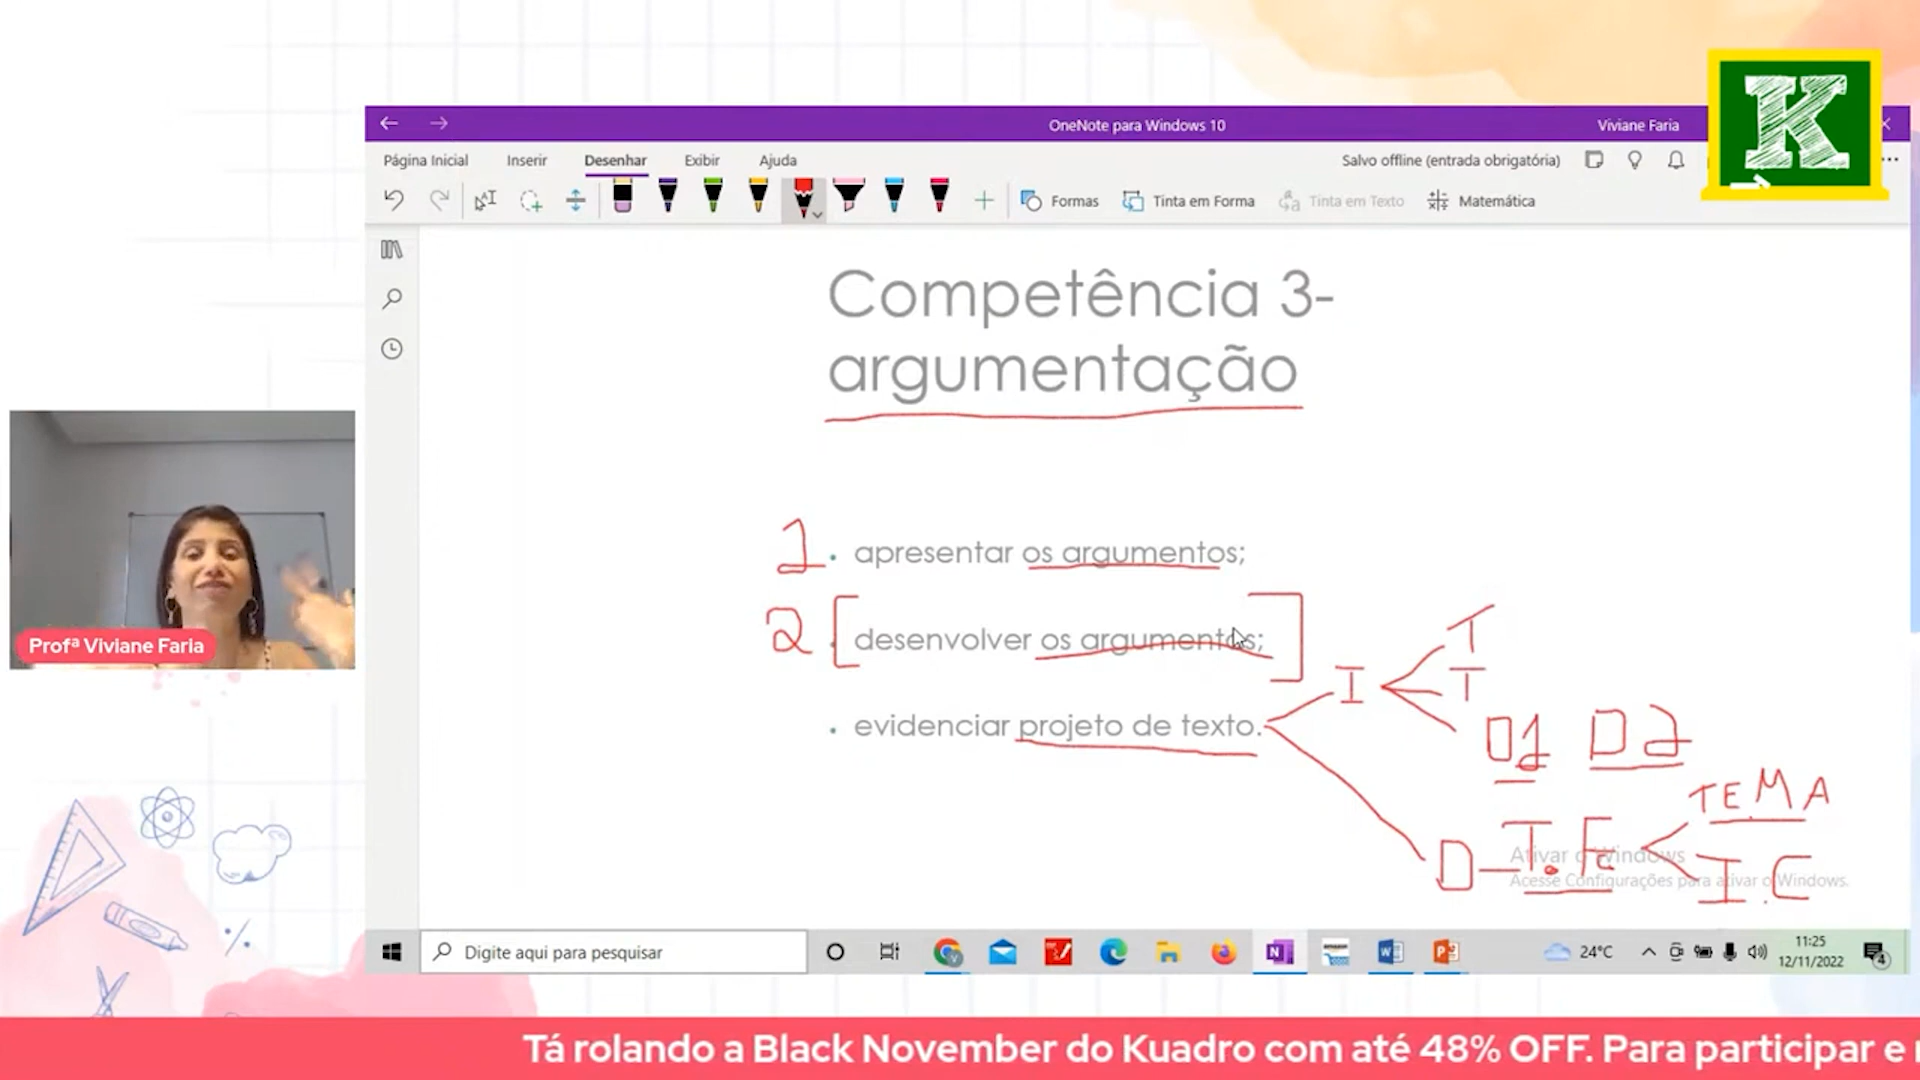 K
OneNote para Windows 10
Viviane Faria
Página Inicial Inserir Desenhar Exibir Ajuda
Salvo offline (entrada obrigatória)
Formas Tinta em Forma Tinta em Texto Matemática
Competência 3-
argumentação
1. apresentar os argumentos;
2 [desenvolver os argumentos;]
. evidenciar projeto de texto.
I
T
T
D1 D2
D - T.F
TEMA
I.C
Profª Viviane Faria
Ativar o Windows
Acesse Configurações para ativar o Windows.
Digite aqui para pesquisar
24°C
11:25
12/11/2022
4
Tá rolando a Black November do Kuadro com até 48% OFF. Para participar e